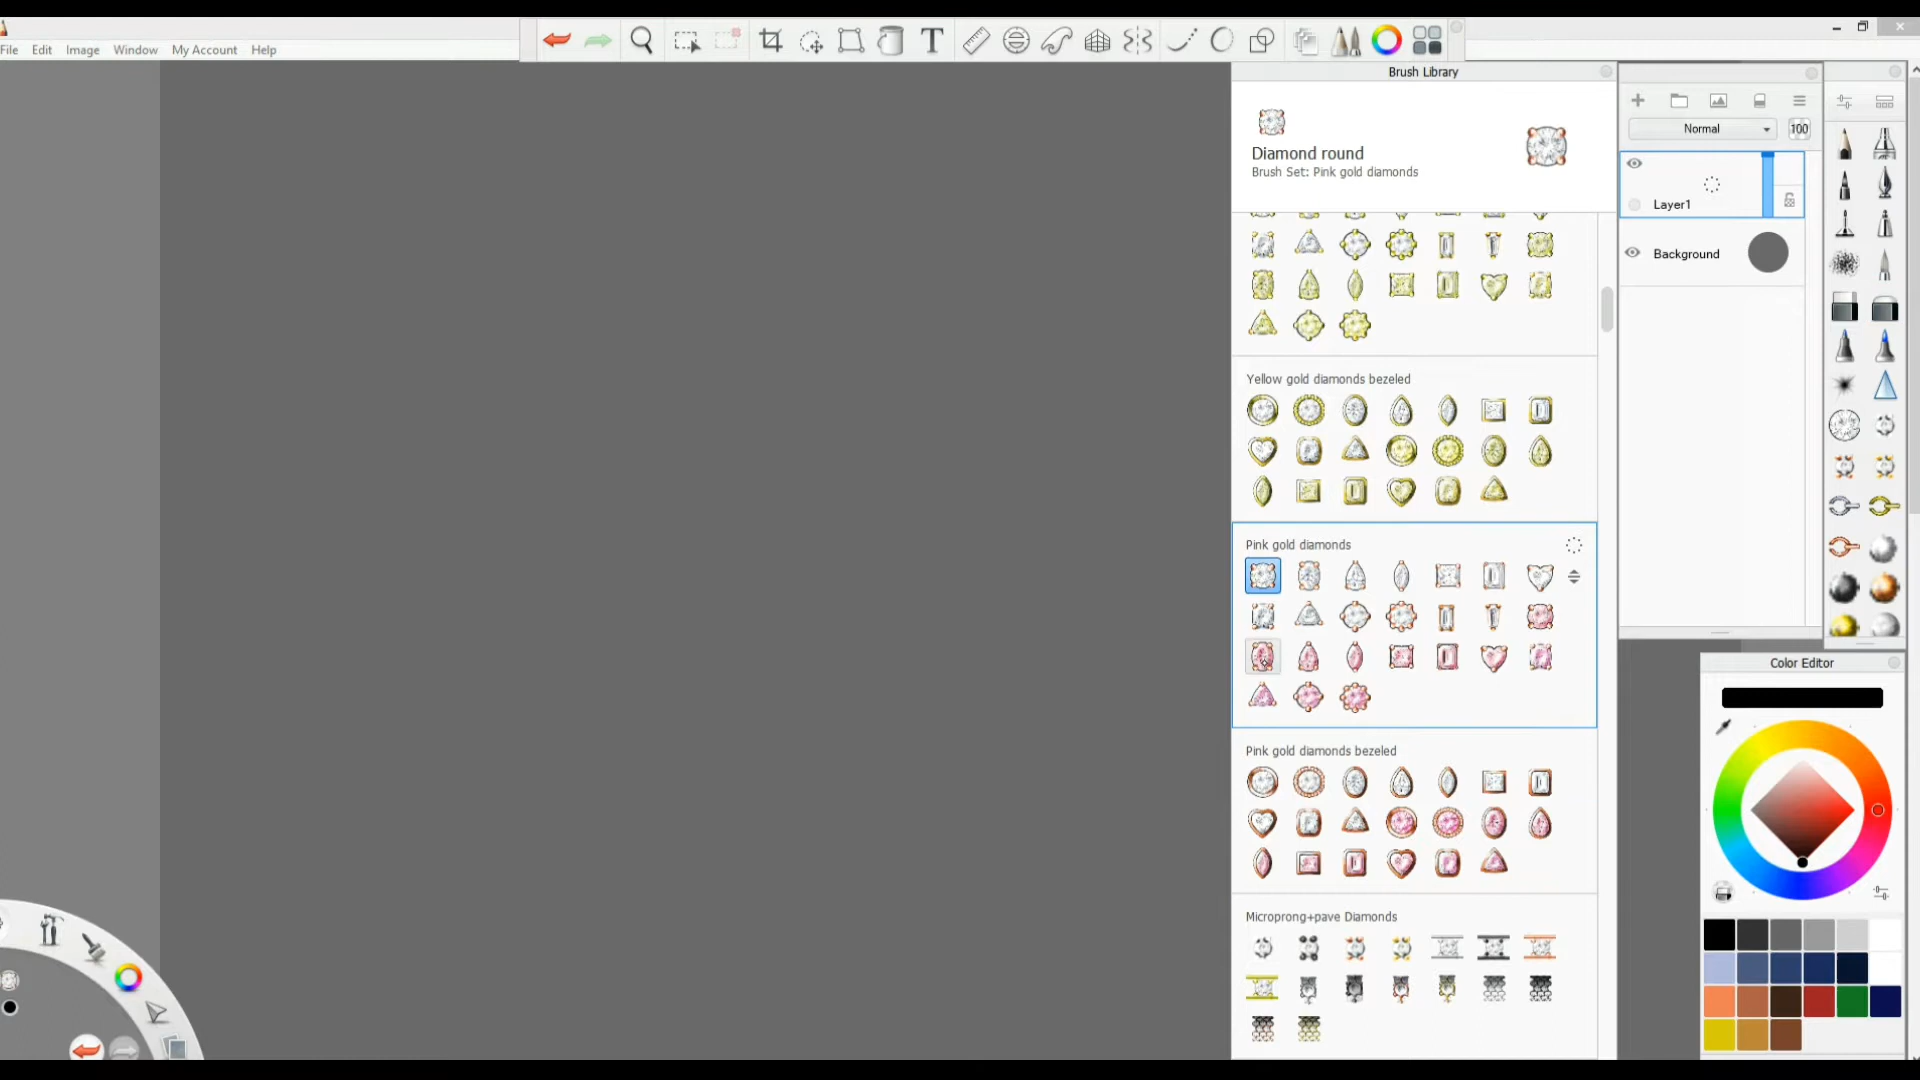 File Edit Image Window My Account Help
T
Brush Library
Diamond round
Brush Set: Pink gold diamonds
Normal 100
Layer1
Background
Yellow gold diamonds bezeled
Pink gold diamonds
Pink gold diamonds bezeled
Microprong+pave Diamonds
Color Editor